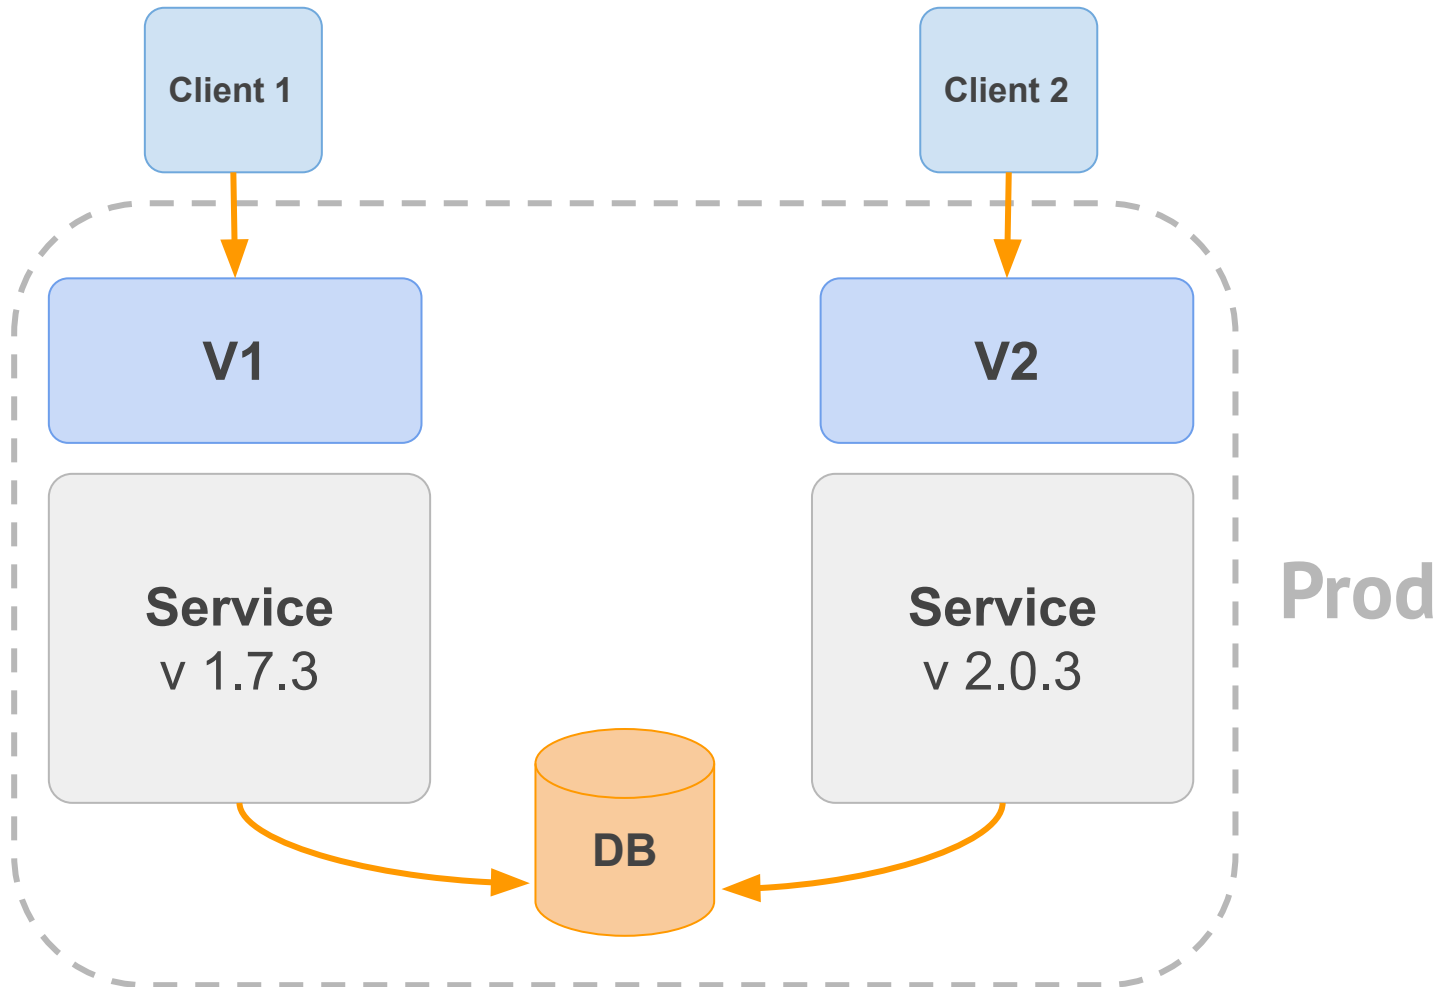 Client 1
Client 2
V1
V2
Service
v 1.7.3
Service
v 2.0.3
Prod
DB